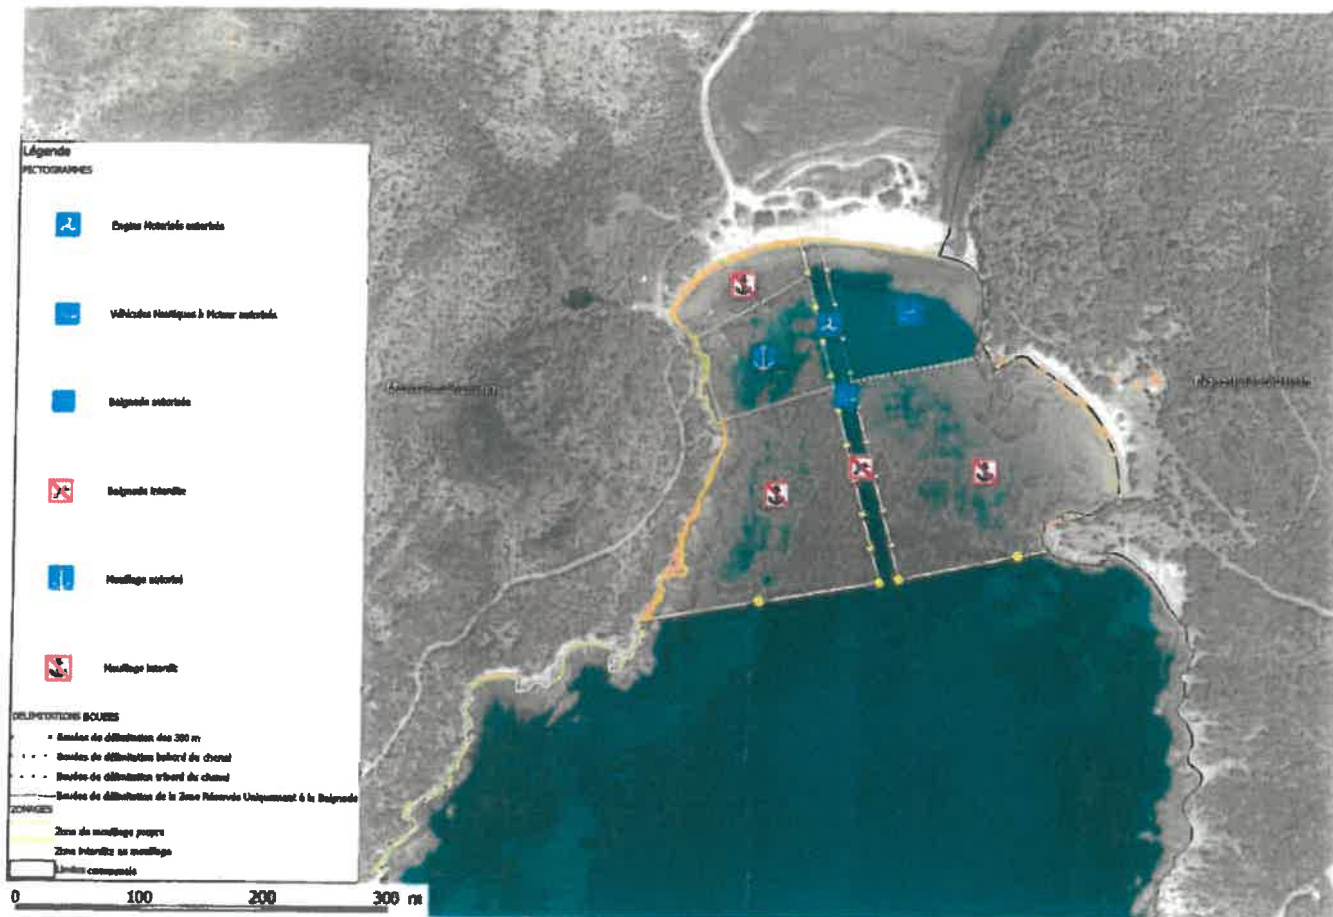 Légende
PICTOGRAMMES
Engins Motorisés autorisés
Véhicules Nautiques à Moteur autorisés
Baignade autorisée
Baignade interdite
Mouillage autorisé
Mouillage interdit
DELIMITATIONS BOUEES
Bouées de délimitation des 300 m
Bouées de délimitation babord du chenal
Bouées de délimitation tribord du chenal
Bouées de délimitation de la Zone Réservée Uniquement à la Baignade
ZONAGES
Zone de mouillage propre
Zone interdite au mouillage
Limites communales
0 100 200 300 m